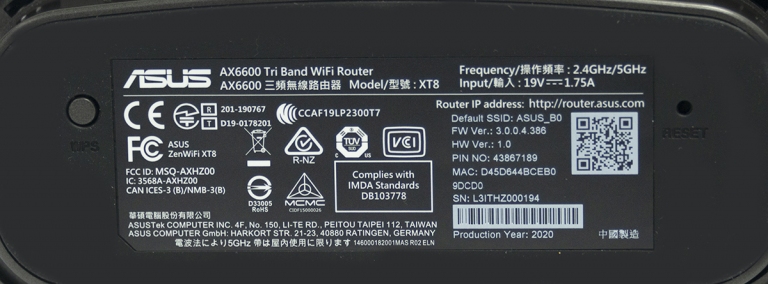 WPS
ASUS
AX6600 Tri Band WiFi Router
AX6600 三頻無線路由器 Model/型號 : XT8
Frequency/操作頻率 : 2.4GHz/5GHz
Input/輸入 : 19V⎓1.75A
CE
R 201-190767
T D19-0178201
CCAF19LP2300T7
Router IP address: http://router.asus.com
Default SSID: ASUS_B0
FW Ver.: 3.0.0.4.386
HW Ver.: 1.0
PIN NO: 43867189
MAC: D45D644BCEB0
9DCD0
SN: L3ITHZ000194
Production Year: 2020
中國製造
RESET
FC ASUS
ZenWiFi XT8
R-NZ
C TÜV US
SUD
VCI
FCC ID: MSQ-AXHZ00
IC: 3568A-AXHZ00
CAN ICES-3 (B)/NMB-3(B)
D33005
RoHS
MCMC
CIDF15000026
Complies with
IMDA Standards
DB103778
華碩電腦股份有限公司
ASUSTek COMPUTER INC. 4F, No. 150, LI-TE RD., PEITOU TAIPEI 112, TAIWAN
ASUS COMPUTER GmbH: HARKORT STR. 21-23, 40880 RATINGEN, GERMANY
電波法により5GHz 帯は屋内使用に限ります 146000182001MAS R02 ELN